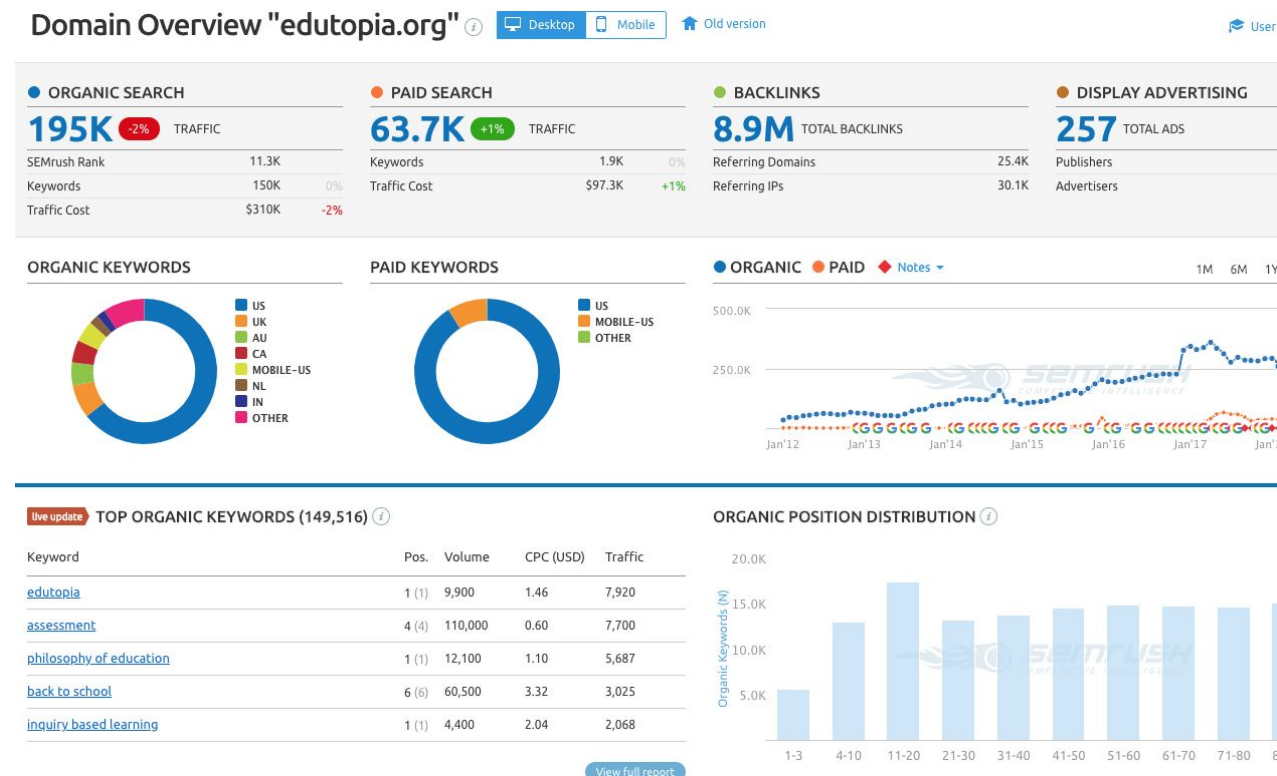 Domain Overview "edutopia.org" i Desktop Mobile Old version User
ORGANIC SEARCH
195K -2% TRAFFIC
SEMrush Rank 11.3K
Keywords 150K 0%
Traffic Cost $310K -2%
PAID SEARCH
63.7K +1% TRAFFIC
Keywords 1.9K 0%
Traffic Cost $97.3K +1%
BACKLINKS
8.9M TOTAL BACKLINKS
Referring Domains 25.4K
Referring IPs 30.1K
DISPLAY ADVERTISING
257 TOTAL ADS
Publishers
Advertisers
ORGANIC KEYWORDS
US
UK
AU
CA
MOBILE-US
NL
IN
OTHER
PAID KEYWORDS
US
MOBILE-US
OTHER
ORGANIC PAID Notes 1M 6M 1Y
500.0K
250.0K
SEMRUSH
COMPETITIVE INTELLIGENCE
Jan'12 Jan'13 Jan'14 Jan'15 Jan'16 Jan'17 Jan'
live update TOP ORGANIC KEYWORDS (149,516) i
Keyword Pos. Volume CPC (USD) Traffic
edutopia 1 (1) 9,900 1.46 7,920
assessment 4 (4) 110,000 0.60 7,700
philosophy of education 1 (1) 12,100 1.10 5,687
back to school 6 (6) 60,500 3.32 3,025
inquiry based learning 1 (1) 4,400 2.04 2,068
View full report
ORGANIC POSITION DISTRIBUTION i
Organic Keywords (N)
20.0K
15.0K
10.0K
5.0K
SEMRUSH
COMPETITIVE INTELLIGENCE
1-3 4-10 11-20 21-30 31-40 41-50 51-60 61-70 71-80 8